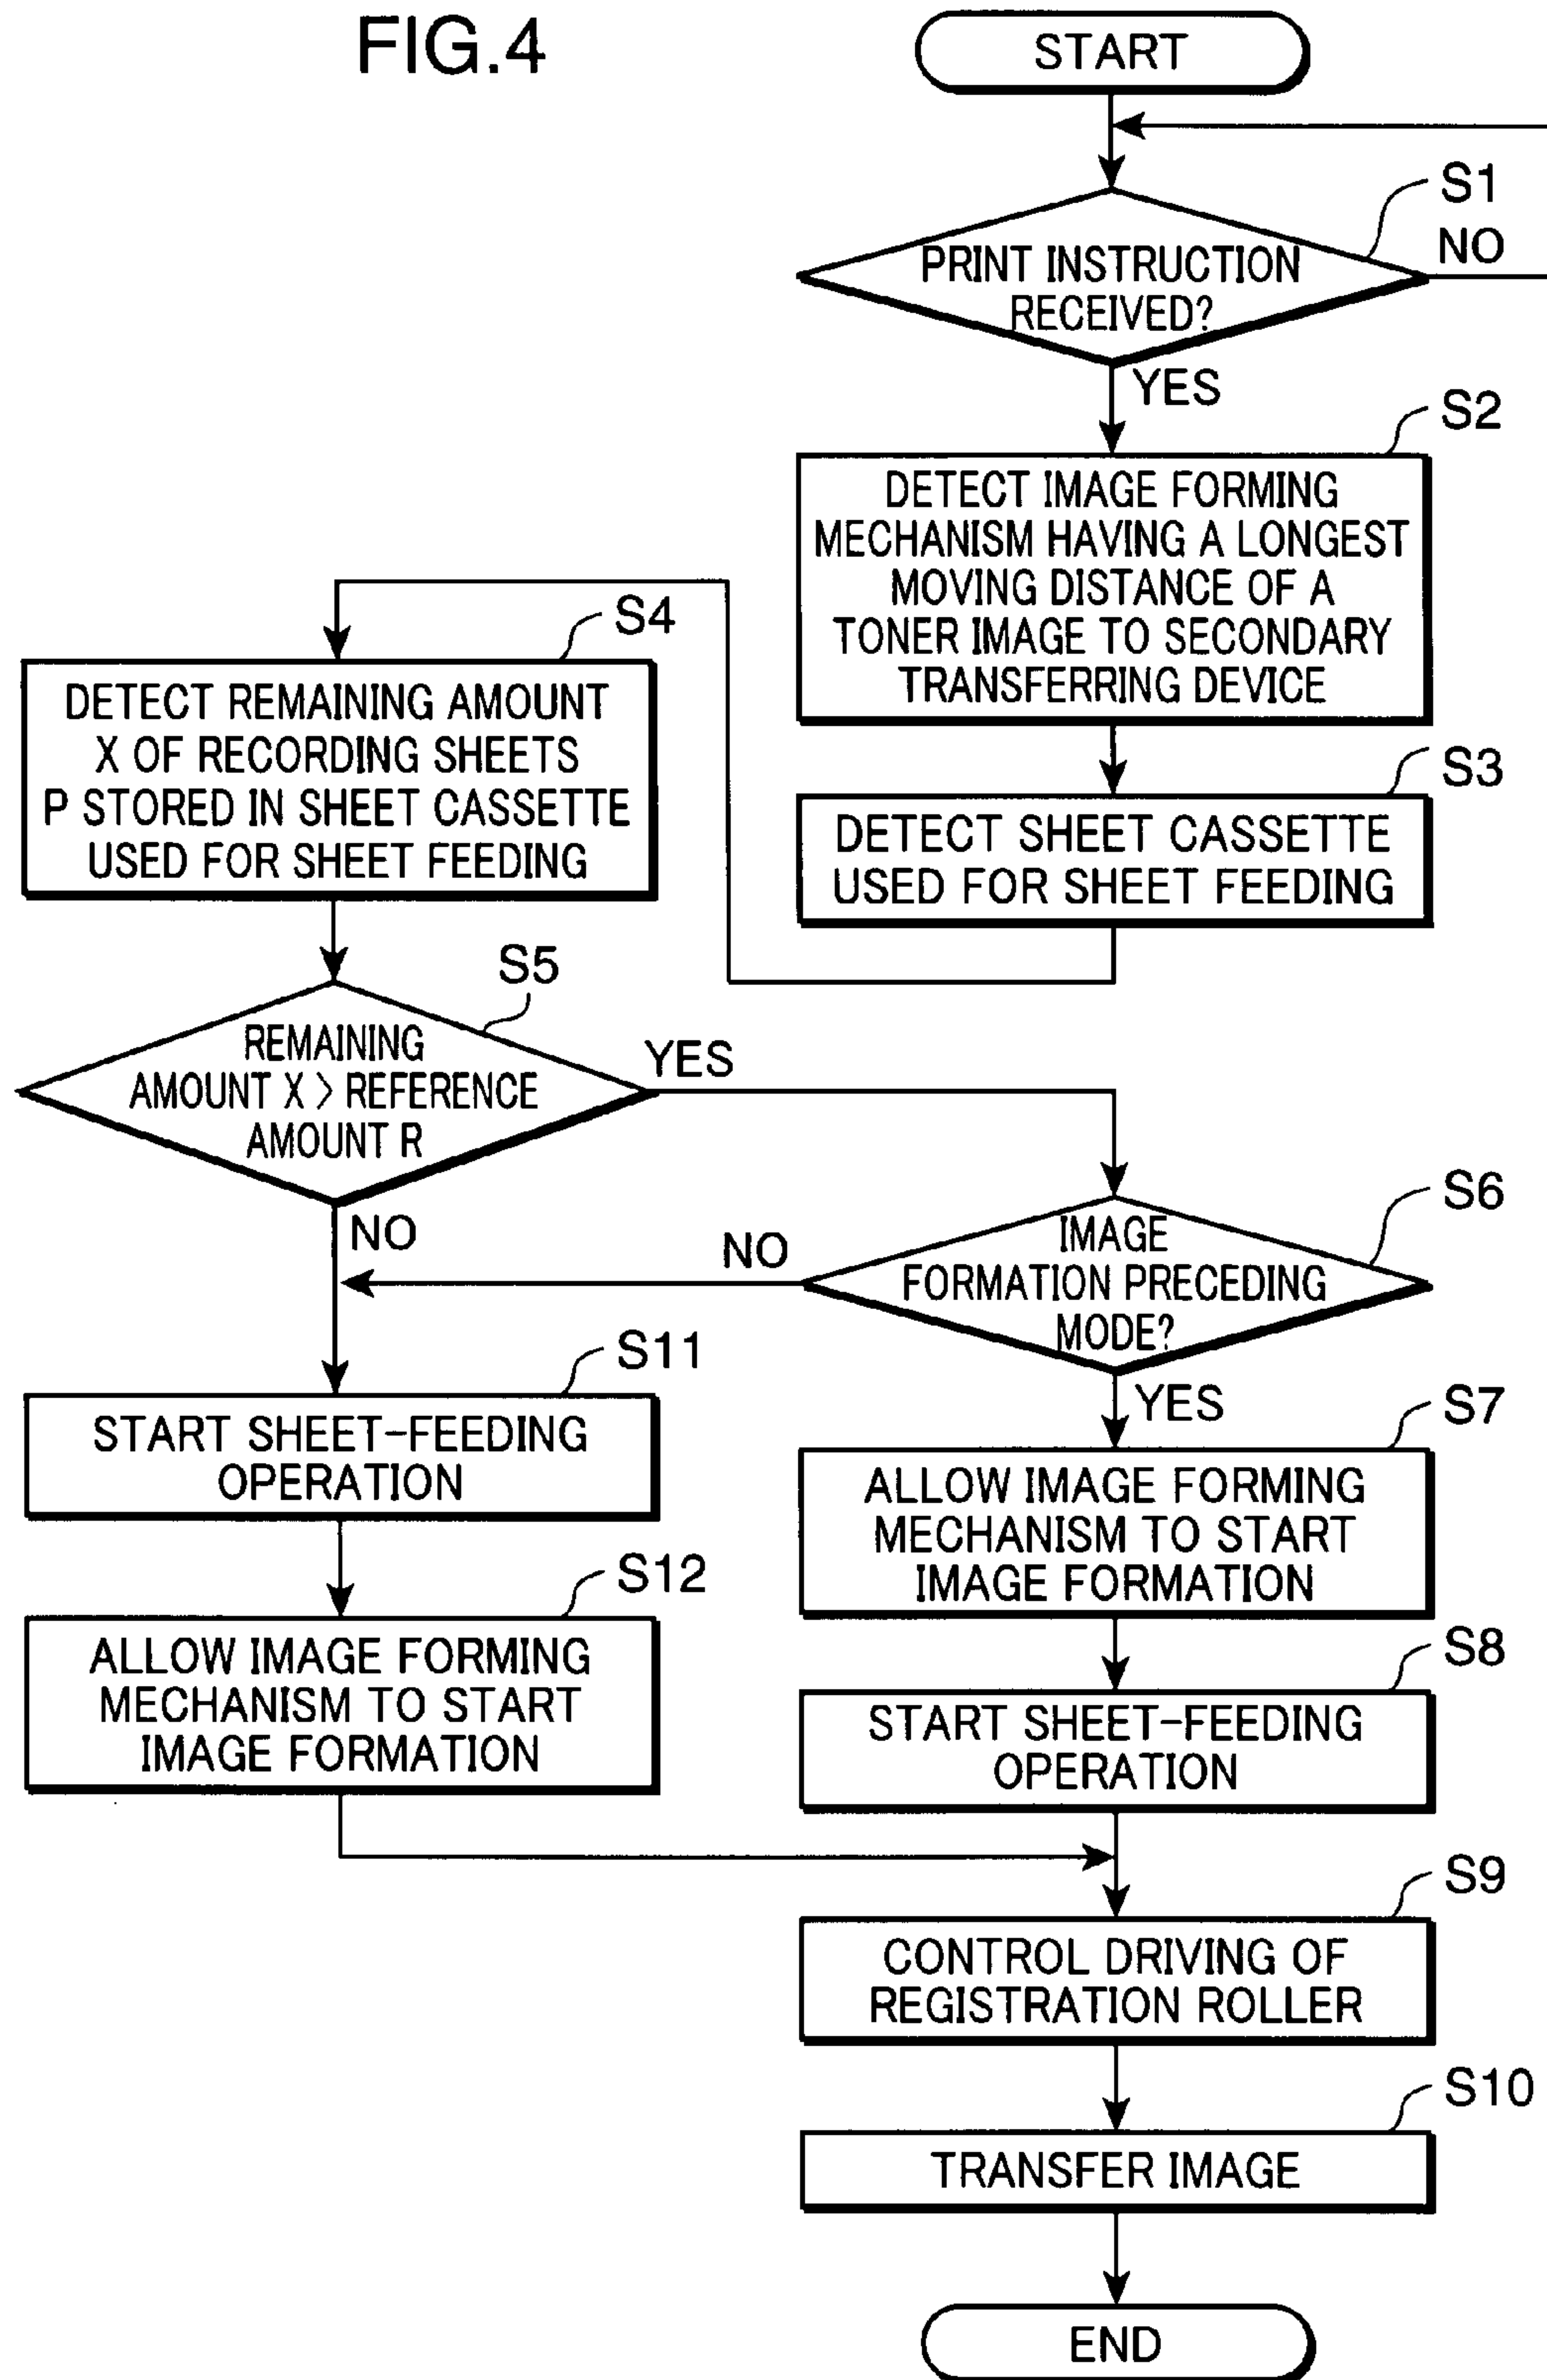 FIG.4
START
S1
PRINT INSTRUCTION
RECEIVED?
NO
YES
S2
DETECT IMAGE FORMING
MECHANISM HAVING A LONGEST
MOVING DISTANCE OF A
TONER IMAGE TO SECONDARY
TRANSFERRING DEVICE
S3
DETECT SHEET CASSETTE
USED FOR SHEET FEEDING
S4
DETECT REMAINING AMOUNT
X OF RECORDING SHEETS
P STORED IN SHEET CASSETTE
USED FOR SHEET FEEDING
S5
REMAINING
AMOUNT X > REFERENCE
AMOUNT R
YES
NO
S6
IMAGE
FORMATION PRECEDING
MODE?
NO
YES
S7
ALLOW IMAGE FORMING
MECHANISM TO START
IMAGE FORMATION
S8
START SHEET-FEEDING
OPERATION
S11
START SHEET-FEEDING
OPERATION
S12
ALLOW IMAGE FORMING
MECHANISM TO START
IMAGE FORMATION
S9
CONTROL DRIVING OF
REGISTRATION ROLLER
S10
TRANSFER IMAGE
END